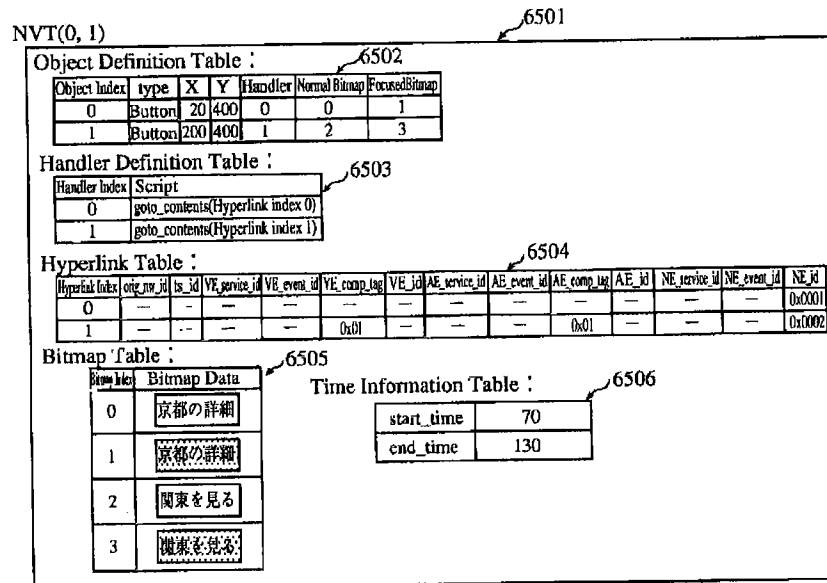 6501
NVT(0, 1)
Object Definition Table : 6502
Object Index type X Y Handler Normal Bitmap FocusedBitmap
0 Button 20 400 0 0 1
1 Button 200 400 1 2 3
Handler Definition Table : 6503
Handler Index Script
0 goto_contents(Hyperlink index 0)
1 goto_contents(Hyperlink index 1)
Hyperlink Table : 6504
Hyperlink Index orig_nw_id ts_id VE_service_id VE_event_id VE_comp_tag VE_id AE_service_id AE_event_id AE_comp_tag AE_id NE_service_id NE_event_id NE_id
0 — — — — — — — — — — — — 0x0001
1 — -- — — 0x01 — — — 0x01 — — — 0x0002
Bitmap Table : 6505
Bitmap Index Bitmap Data
0 京都の詳細
1 京都の詳細
2 関東を見る
3 関東を見る
Time Information Table : 6506
start_time 70
end_time 130